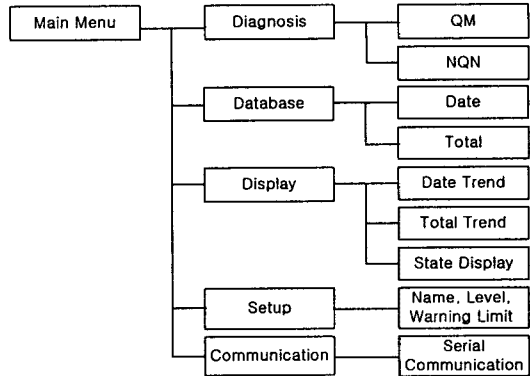 Main Menu
Diagnosis
QM
NQN
Database
Date
Total
Display
Date Trend
Total Trend
State Display
Setup
Name, Level,
Warning Limit
Communication
Serial
Communication